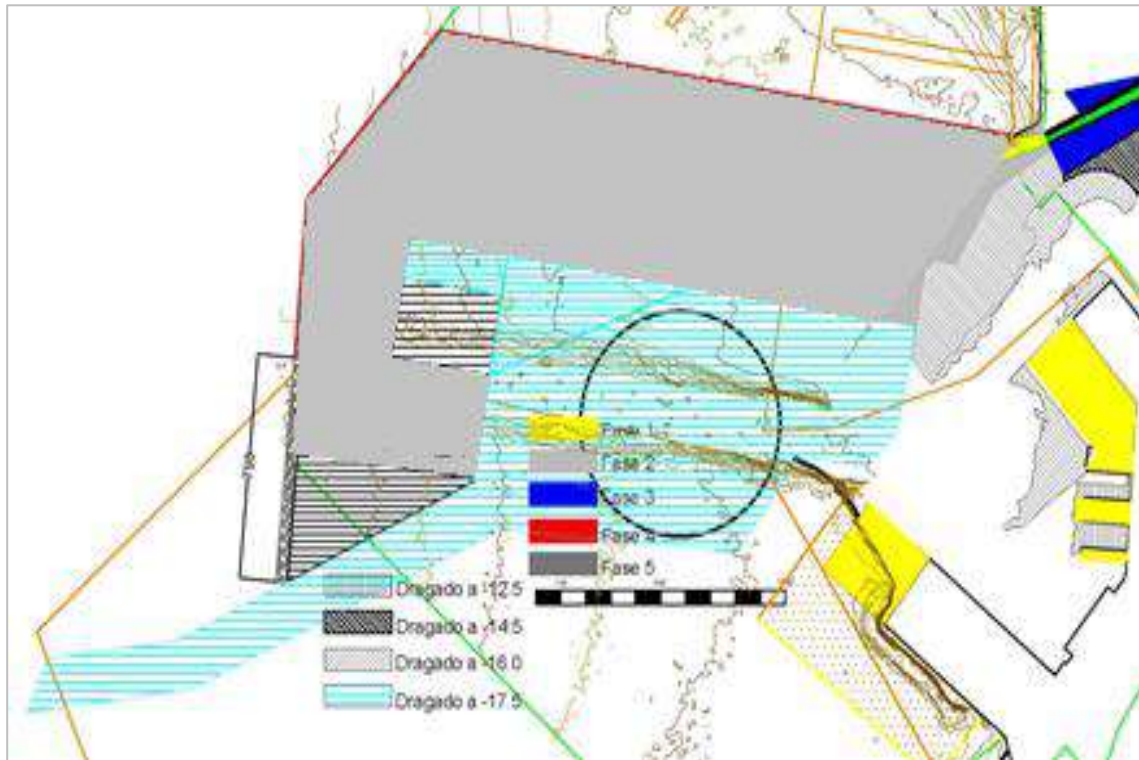 Fase 1
Fase 2
Fase 3
Fase 4
Fase 5
Dragado a -12.5
Dragado a -14.5
Dragado a -16.0
Dragado a -17.5